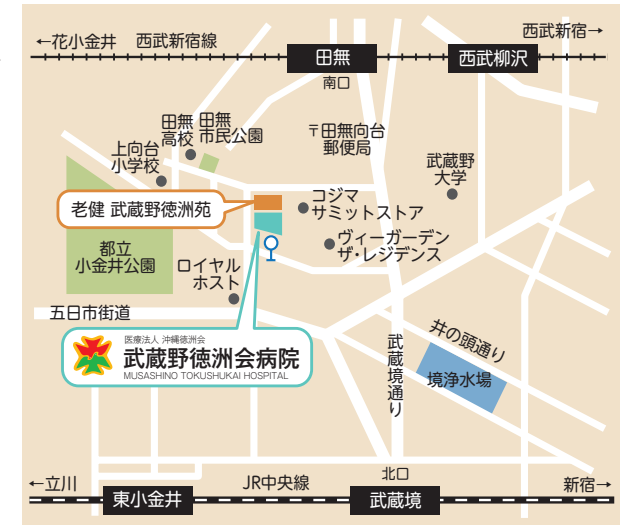 西武新宿→
←花小金井 西武新宿線
田無
西武柳沢
南口
田無
高校
田無
市民公園
〒田無向台
郵便局
上向台
小学校
武蔵野
大学
老健 武蔵野徳洲苑
コジマ
サミットストア
ヴィーガーデン
ザ・レジデンス
都立
小金井公園
ロイヤル
ホスト
五日市街道
医療法人 沖縄徳洲会
武蔵野徳洲会病院
MUSASHINO TOKUSHUKAI HOSPITAL
武蔵境通り
井の頭通り
境浄水場
北口
←立川
JR中央線
新宿→
東小金井
武蔵境